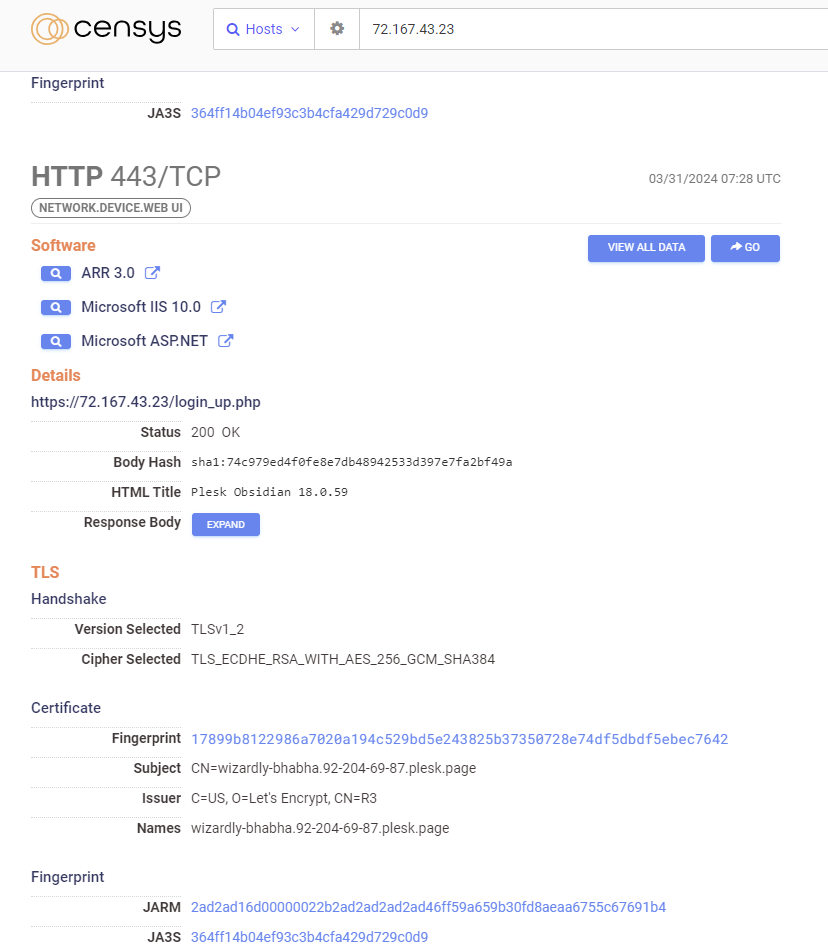 censys Hosts 72.167.43.23
Fingerprint
JA3S 364ff14b04ef93c3b4cfa429d729c0d9
HTTP 443/TCP 03/31/2024 07:28 UTC
NETWORK.DEVICE.WEB UI
Software VIEW ALL DATA GO
ARR 3.0
Microsoft IIS 10.0
Microsoft ASP.NET
Details
https://72.167.43.23/login_up.php
Status 200 OK
Body Hash sha1:74c979ed4f0fe8e7db48942533d397e7fa2bf49a
HTML Title Plesk Obsidian 18.0.59
Response Body EXPAND
TLS
Handshake
Version Selected TLSv1_2
Cipher Selected TLS_ECDHE_RSA_WITH_AES_256_GCM_SHA384
Certificate
Fingerprint 17899b8122986a7020a194c529bd5e243825b37350728e74df5dbdf5ebec7642
Subject CN=wizardly-bhabha.92-204-69-87.plesk.page
Issuer C=US, O=Let's Encrypt, CN=R3
Names wizardly-bhabha.92-204-69-87.plesk.page
Fingerprint
JARM 2ad2ad16d00000022b2ad2ad2ad2ad46ff59a659b30fd8aeaa6755c67691b4
JA3S 364ff14b04ef93c3b4cfa429d729c0d9